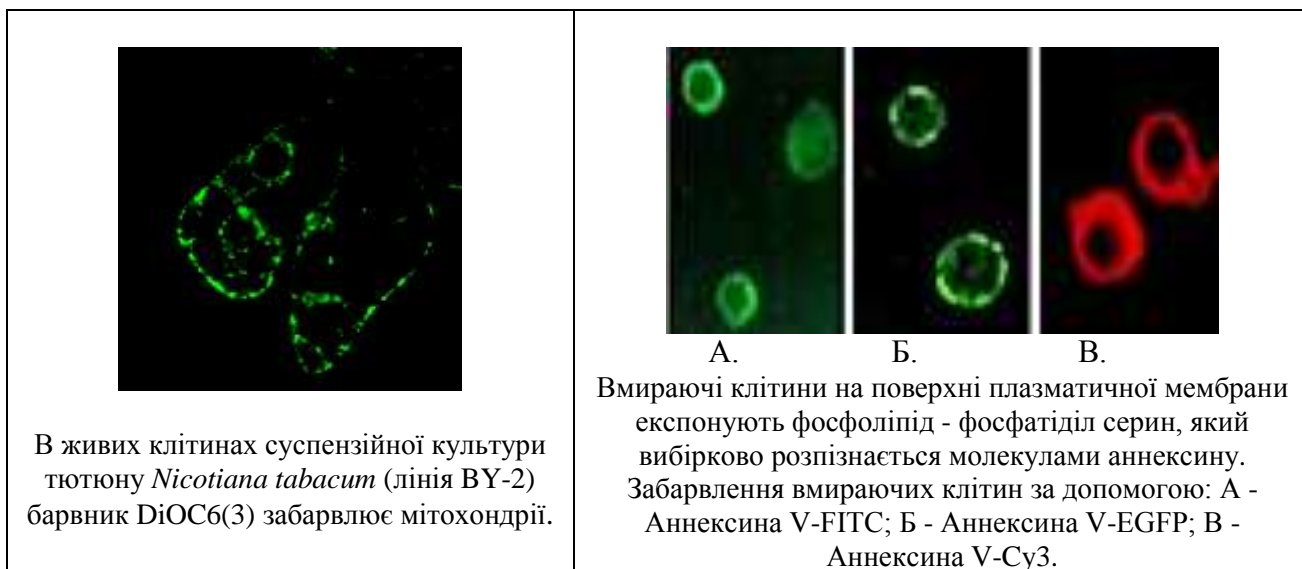 В живих клітинах суспензійної культури
тютюну Nicotiana tabacum (лінія BY-2)
барвник DiOC6(3) забарвлює мітохондрії.
А.
Б.
В.
Вмираючі клітини на поверхні плазматичної мембрани
експонують фосфоліпід - фосфатіділ серин, який
вибірково розпізнається молекулами аннексину.
Забарвлення вмираючих клітин за допомогою: А -
Аннексина V-FITC; Б - Аннексина V-EGFP; В -
Аннексина V-Cy3.